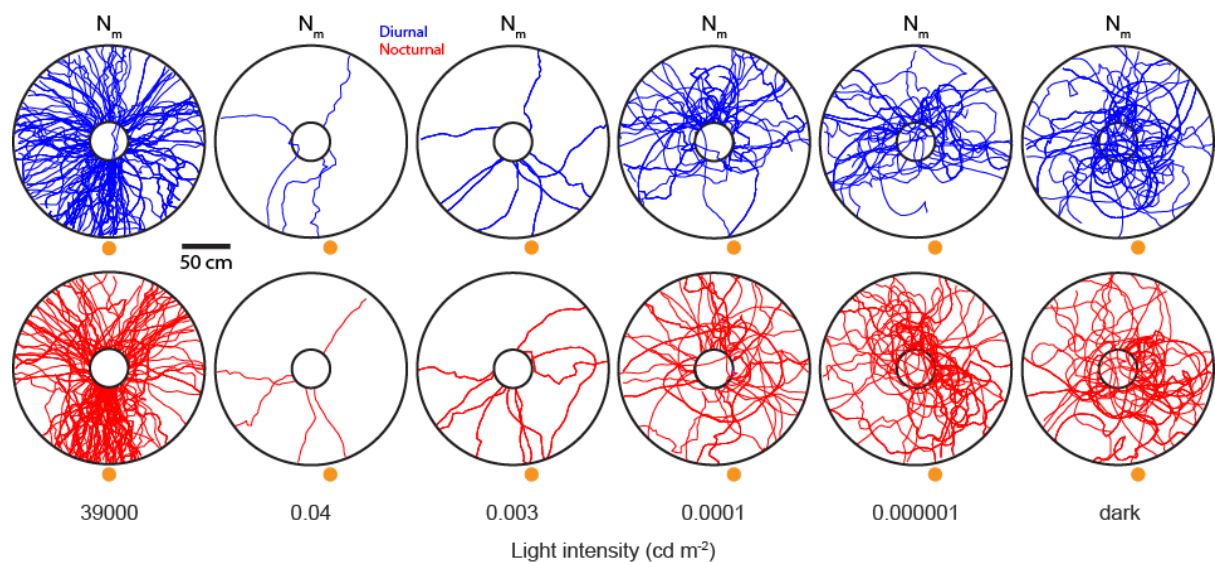 Nm Nm Nm Nm Nm Nm
Diurnal
Nocturnal
50 cm
39000 0.04 0.003 0.0001 0.000001 dark
Light intensity (cd m⁻²)